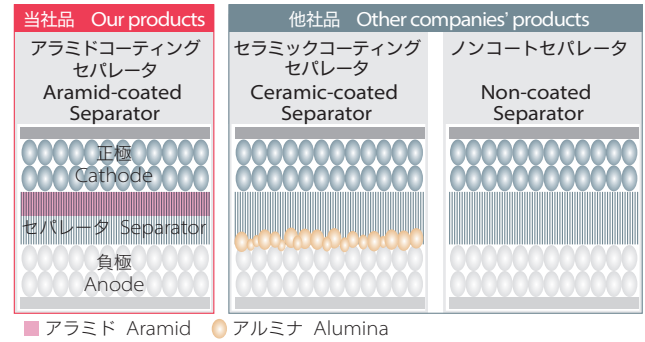 当社品 Our products
他社品 Other companies' products
アラミドコーティング
セパレータ
Aramid-coated
Separator
セラミックコーティング
セパレータ
Ceramic-coated
Separator
ノンコートセパレータ
Non-coated
Separator
正極
Cathode
セパレータ Separator
負極
Anode
アラミド Aramid
アルミナ Alumina